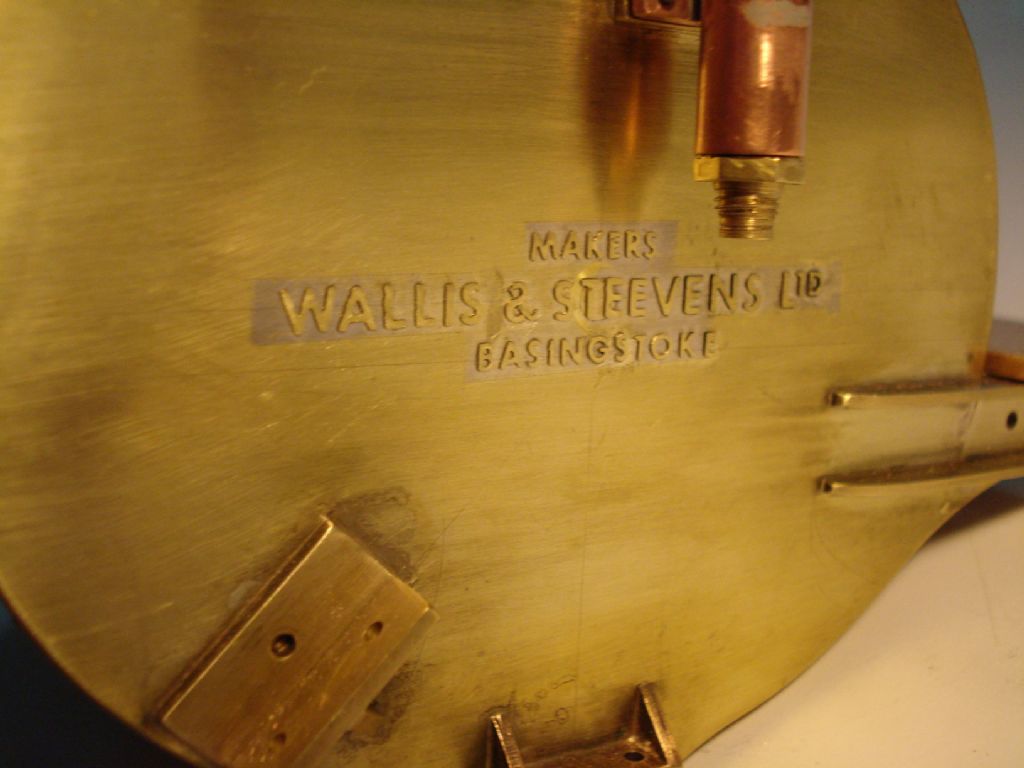 MAKERS
WALLIS & STEEVENS LTD
BASINGSTOKE